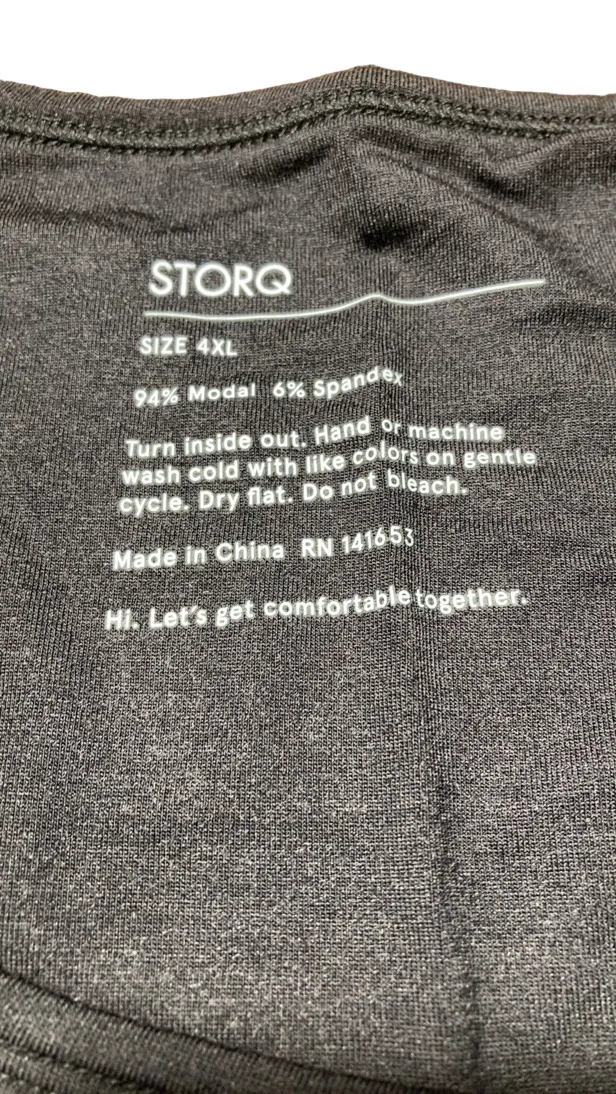 STORQ
SIZE 4XL
94% Modal 6% Spandex
Turn inside out. Hand or machine
wash cold with like colors on gentle
cycle. Dry flat. Do not bleach.
Made in China RN 141653
Hi. Let's get comfortable together.